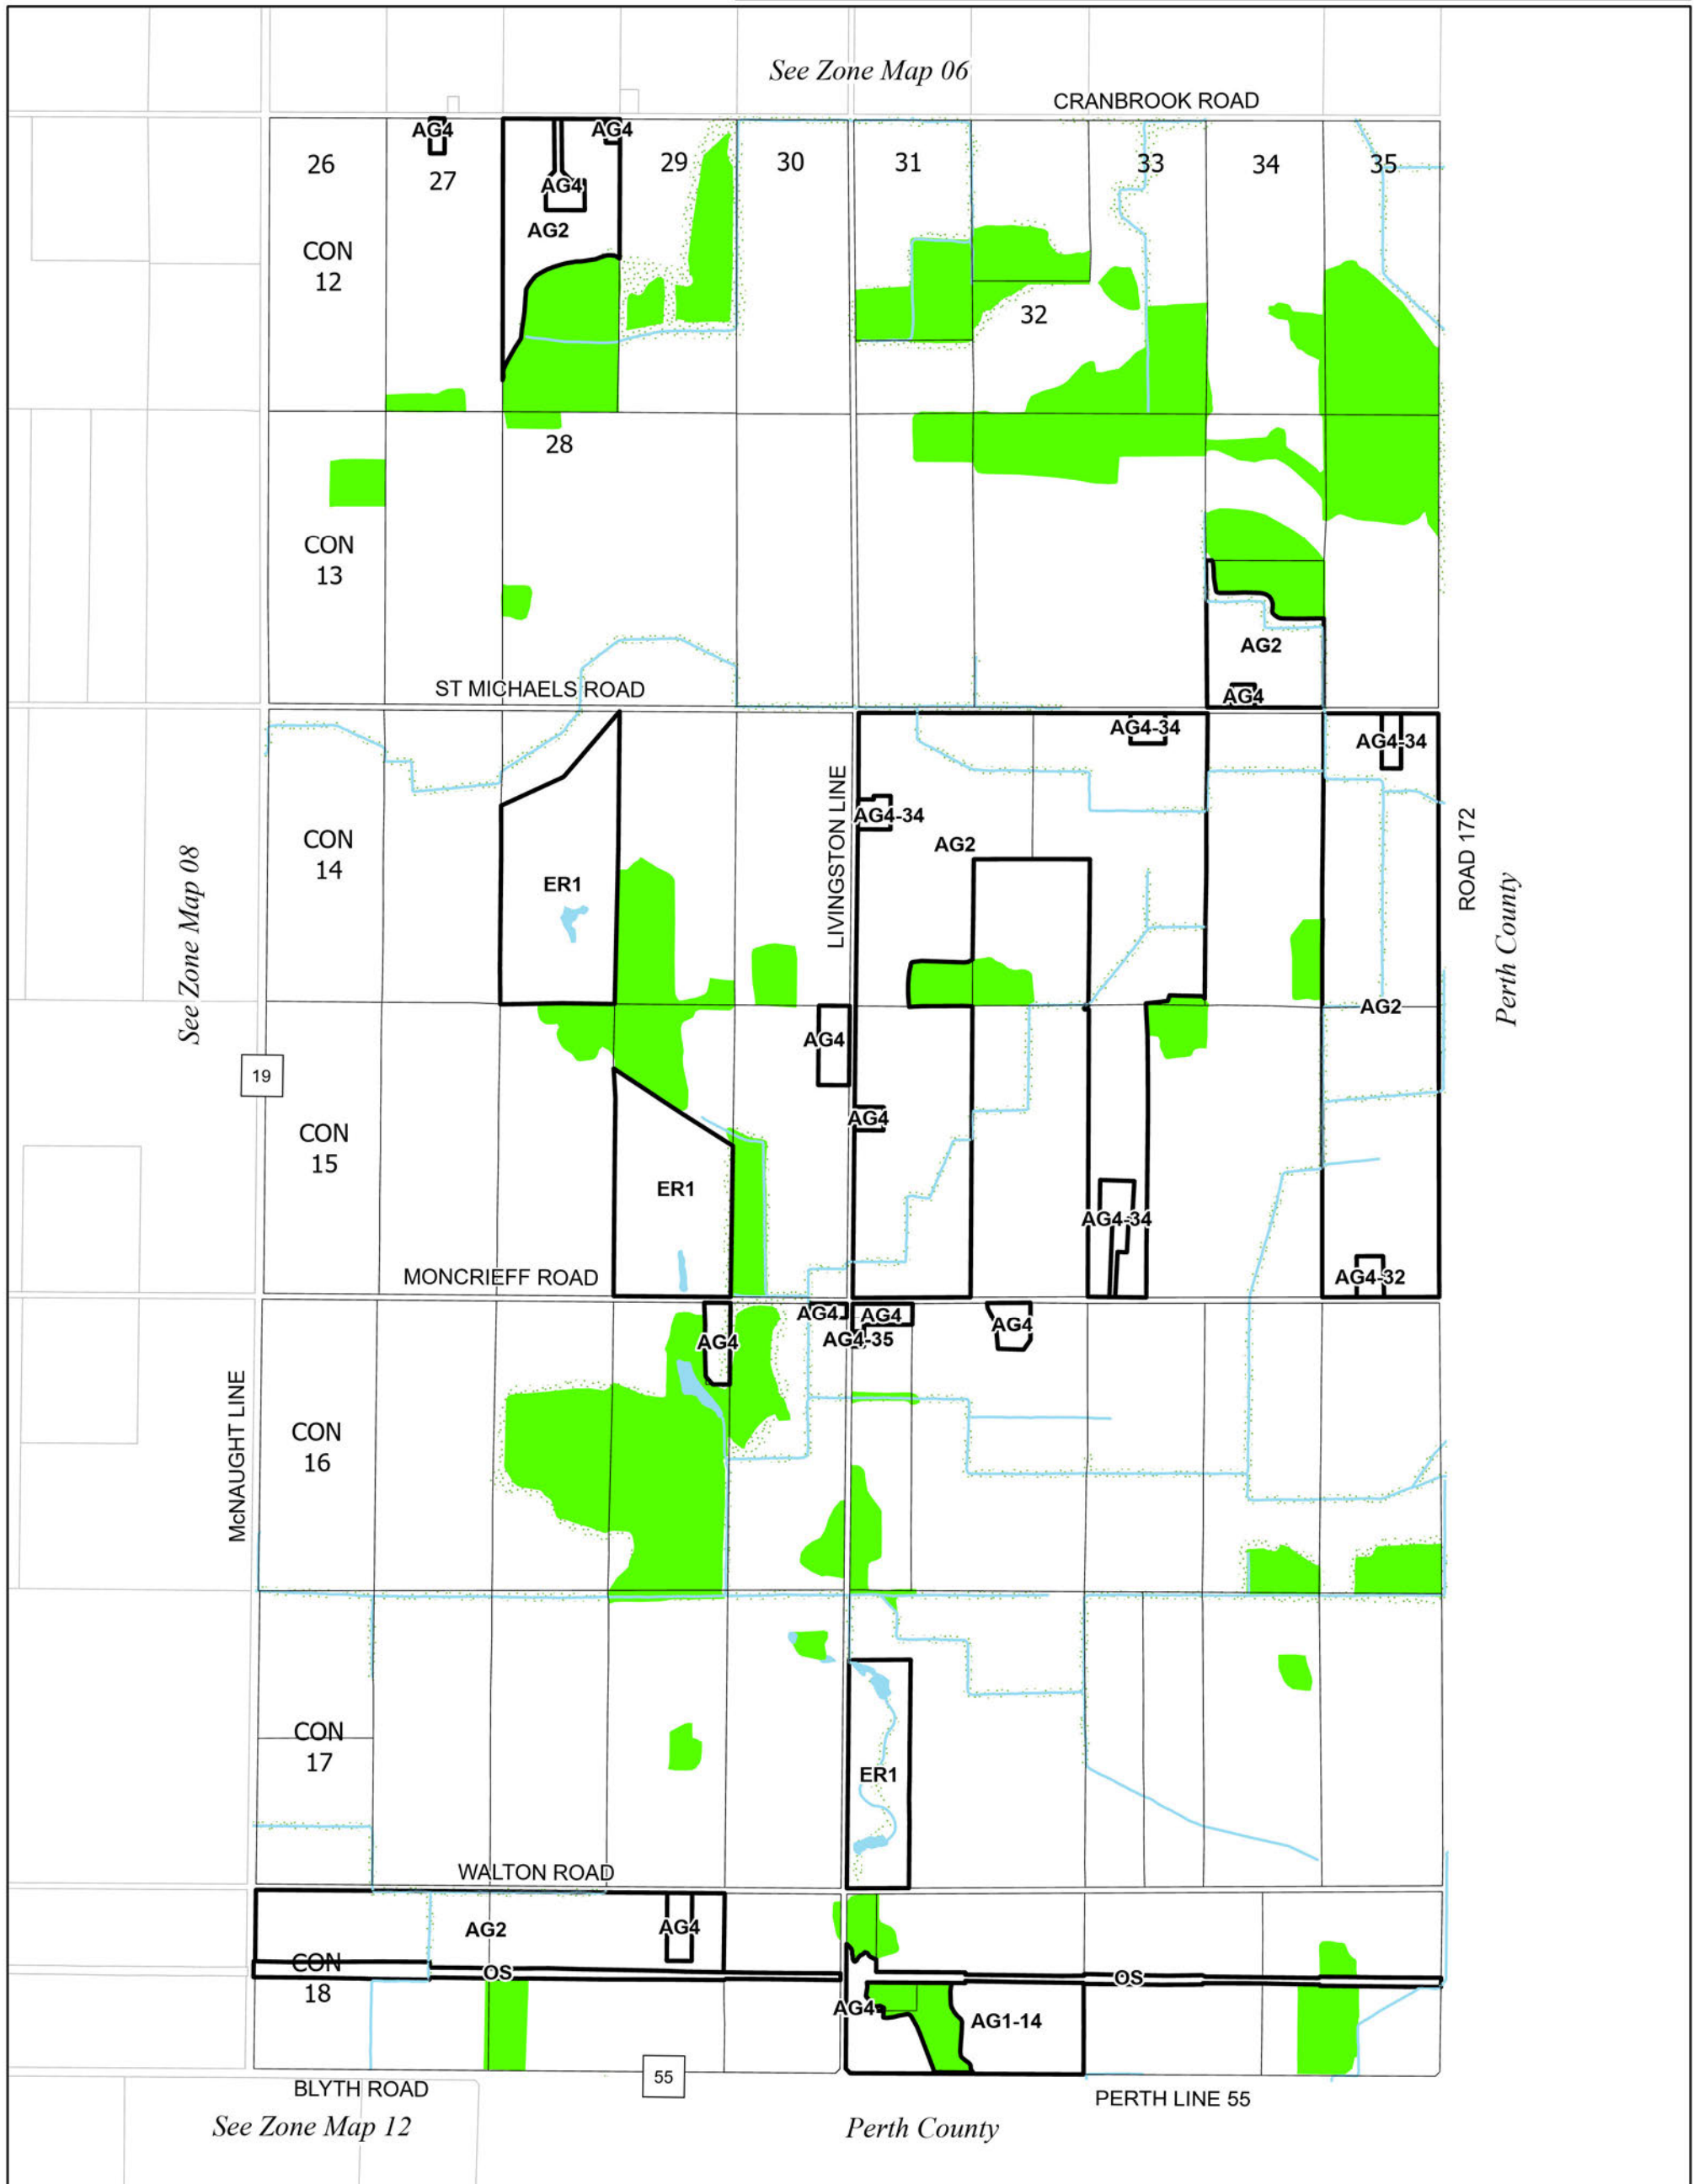 See Zone Map 06
CRANBROOK ROAD
AG4
AG4
26
27
29
30
31
33
34
35
AG4
AG2
CON
12
32
28
CON
13
AG2
ST MICHAELS ROAD
AG4
AG4-34
AG4-34
LIVINGSTON LINE
AG4-34
CON
14
AG2
ROAD 172
See Zone Map 08
ER1
Perth County
AG2
AG4
19
AG4
CON
15
ER1
AG4-34
MONCRIEFF ROAD
AG4-32
AG4
AG4
AG4
AG4
AG4-35
McNAUGHT LINE
CON
16
CON
17
ER1
WALTON ROAD
AG2
AG4
CON
18
OS
OS
AG4
AG1-14
55
BLYTH ROAD
PERTH LINE 55
See Zone Map 12
Perth County